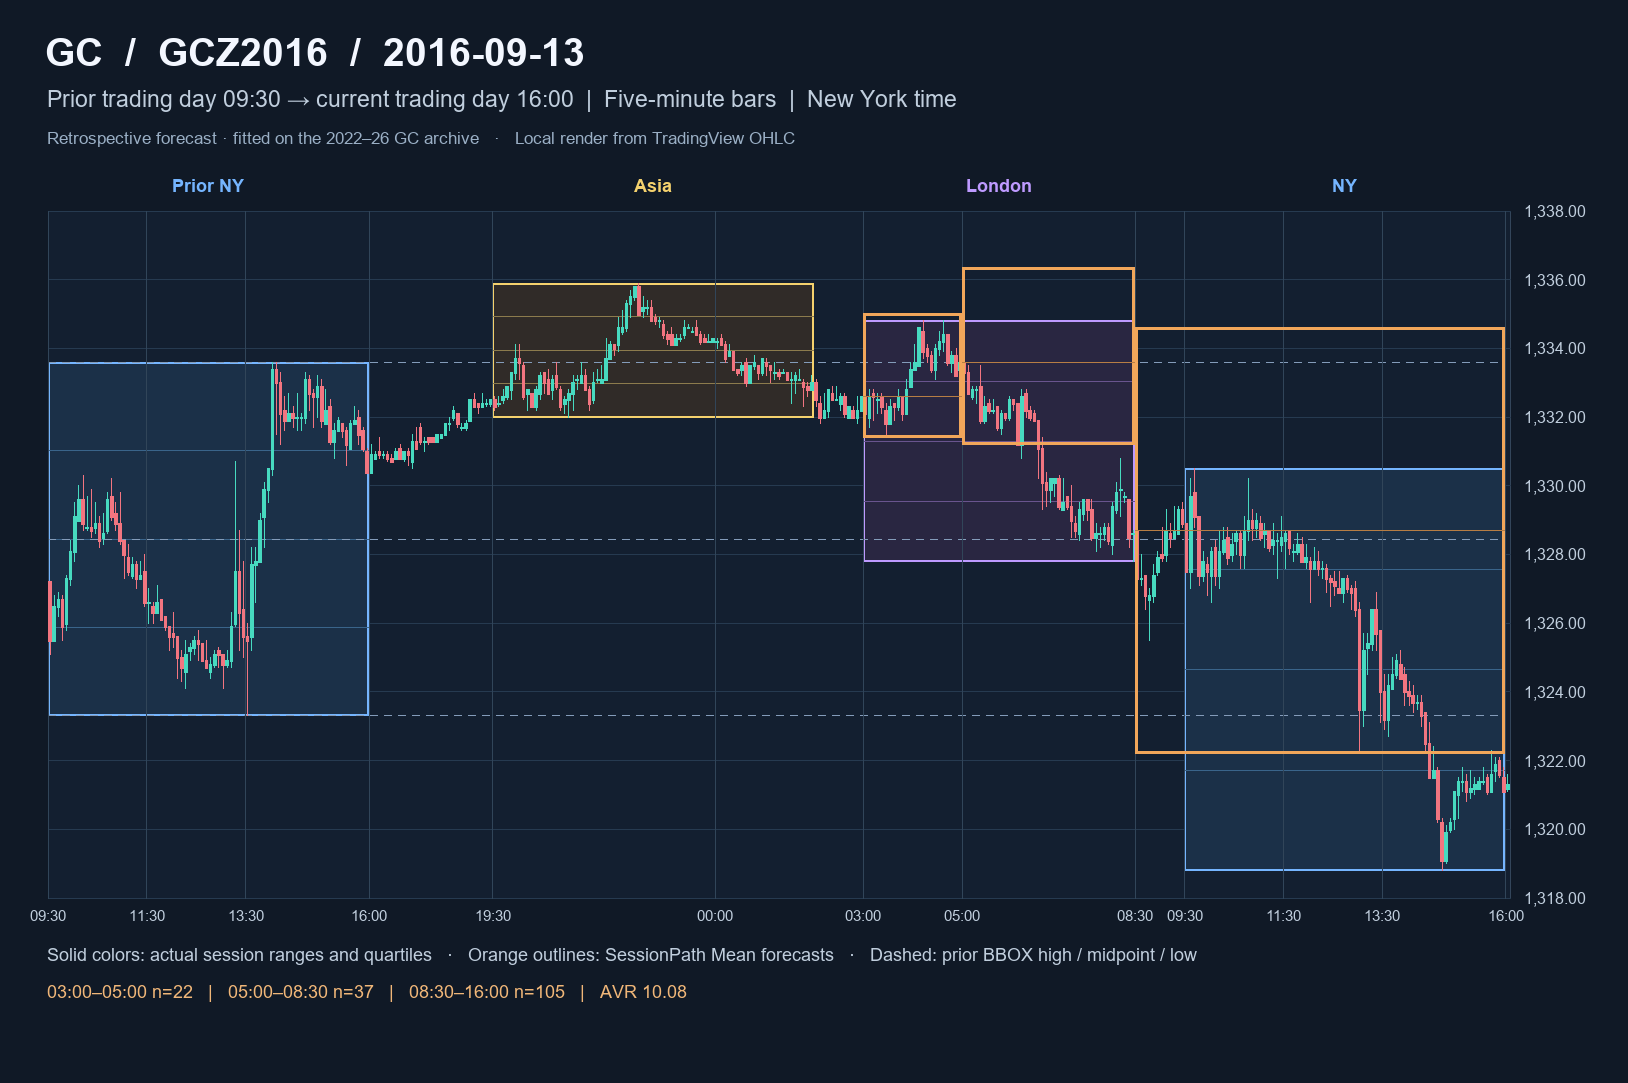 GC / GCZ2016 / 2016-09-13
Prior trading day 09:30 → current trading day 16:00 | Five-minute bars | New York time
Retrospective forecast · fitted on the 2022–26 GC archive · Local render from TradingView OHLC
Prior NY Asia London NY
1,338.00
1,336.00
1,334.00
1,332.00
1,330.00
1,328.00
1,326.00
1,324.00
1,322.00
1,320.00
1,318.00
09:30 11:30 13:30 16:00 19:30 00:00 03:00 05:00 08:30 09:30 11:30 13:30 16:00
Solid colors: actual session ranges and quartiles · Orange outlines: SessionPath Mean forecasts · Dashed: prior BBOX high / midpoint / low
03:00–05:00 n=22 | 05:00–08:30 n=37 | 08:30–16:00 n=105 | AVR 10.08